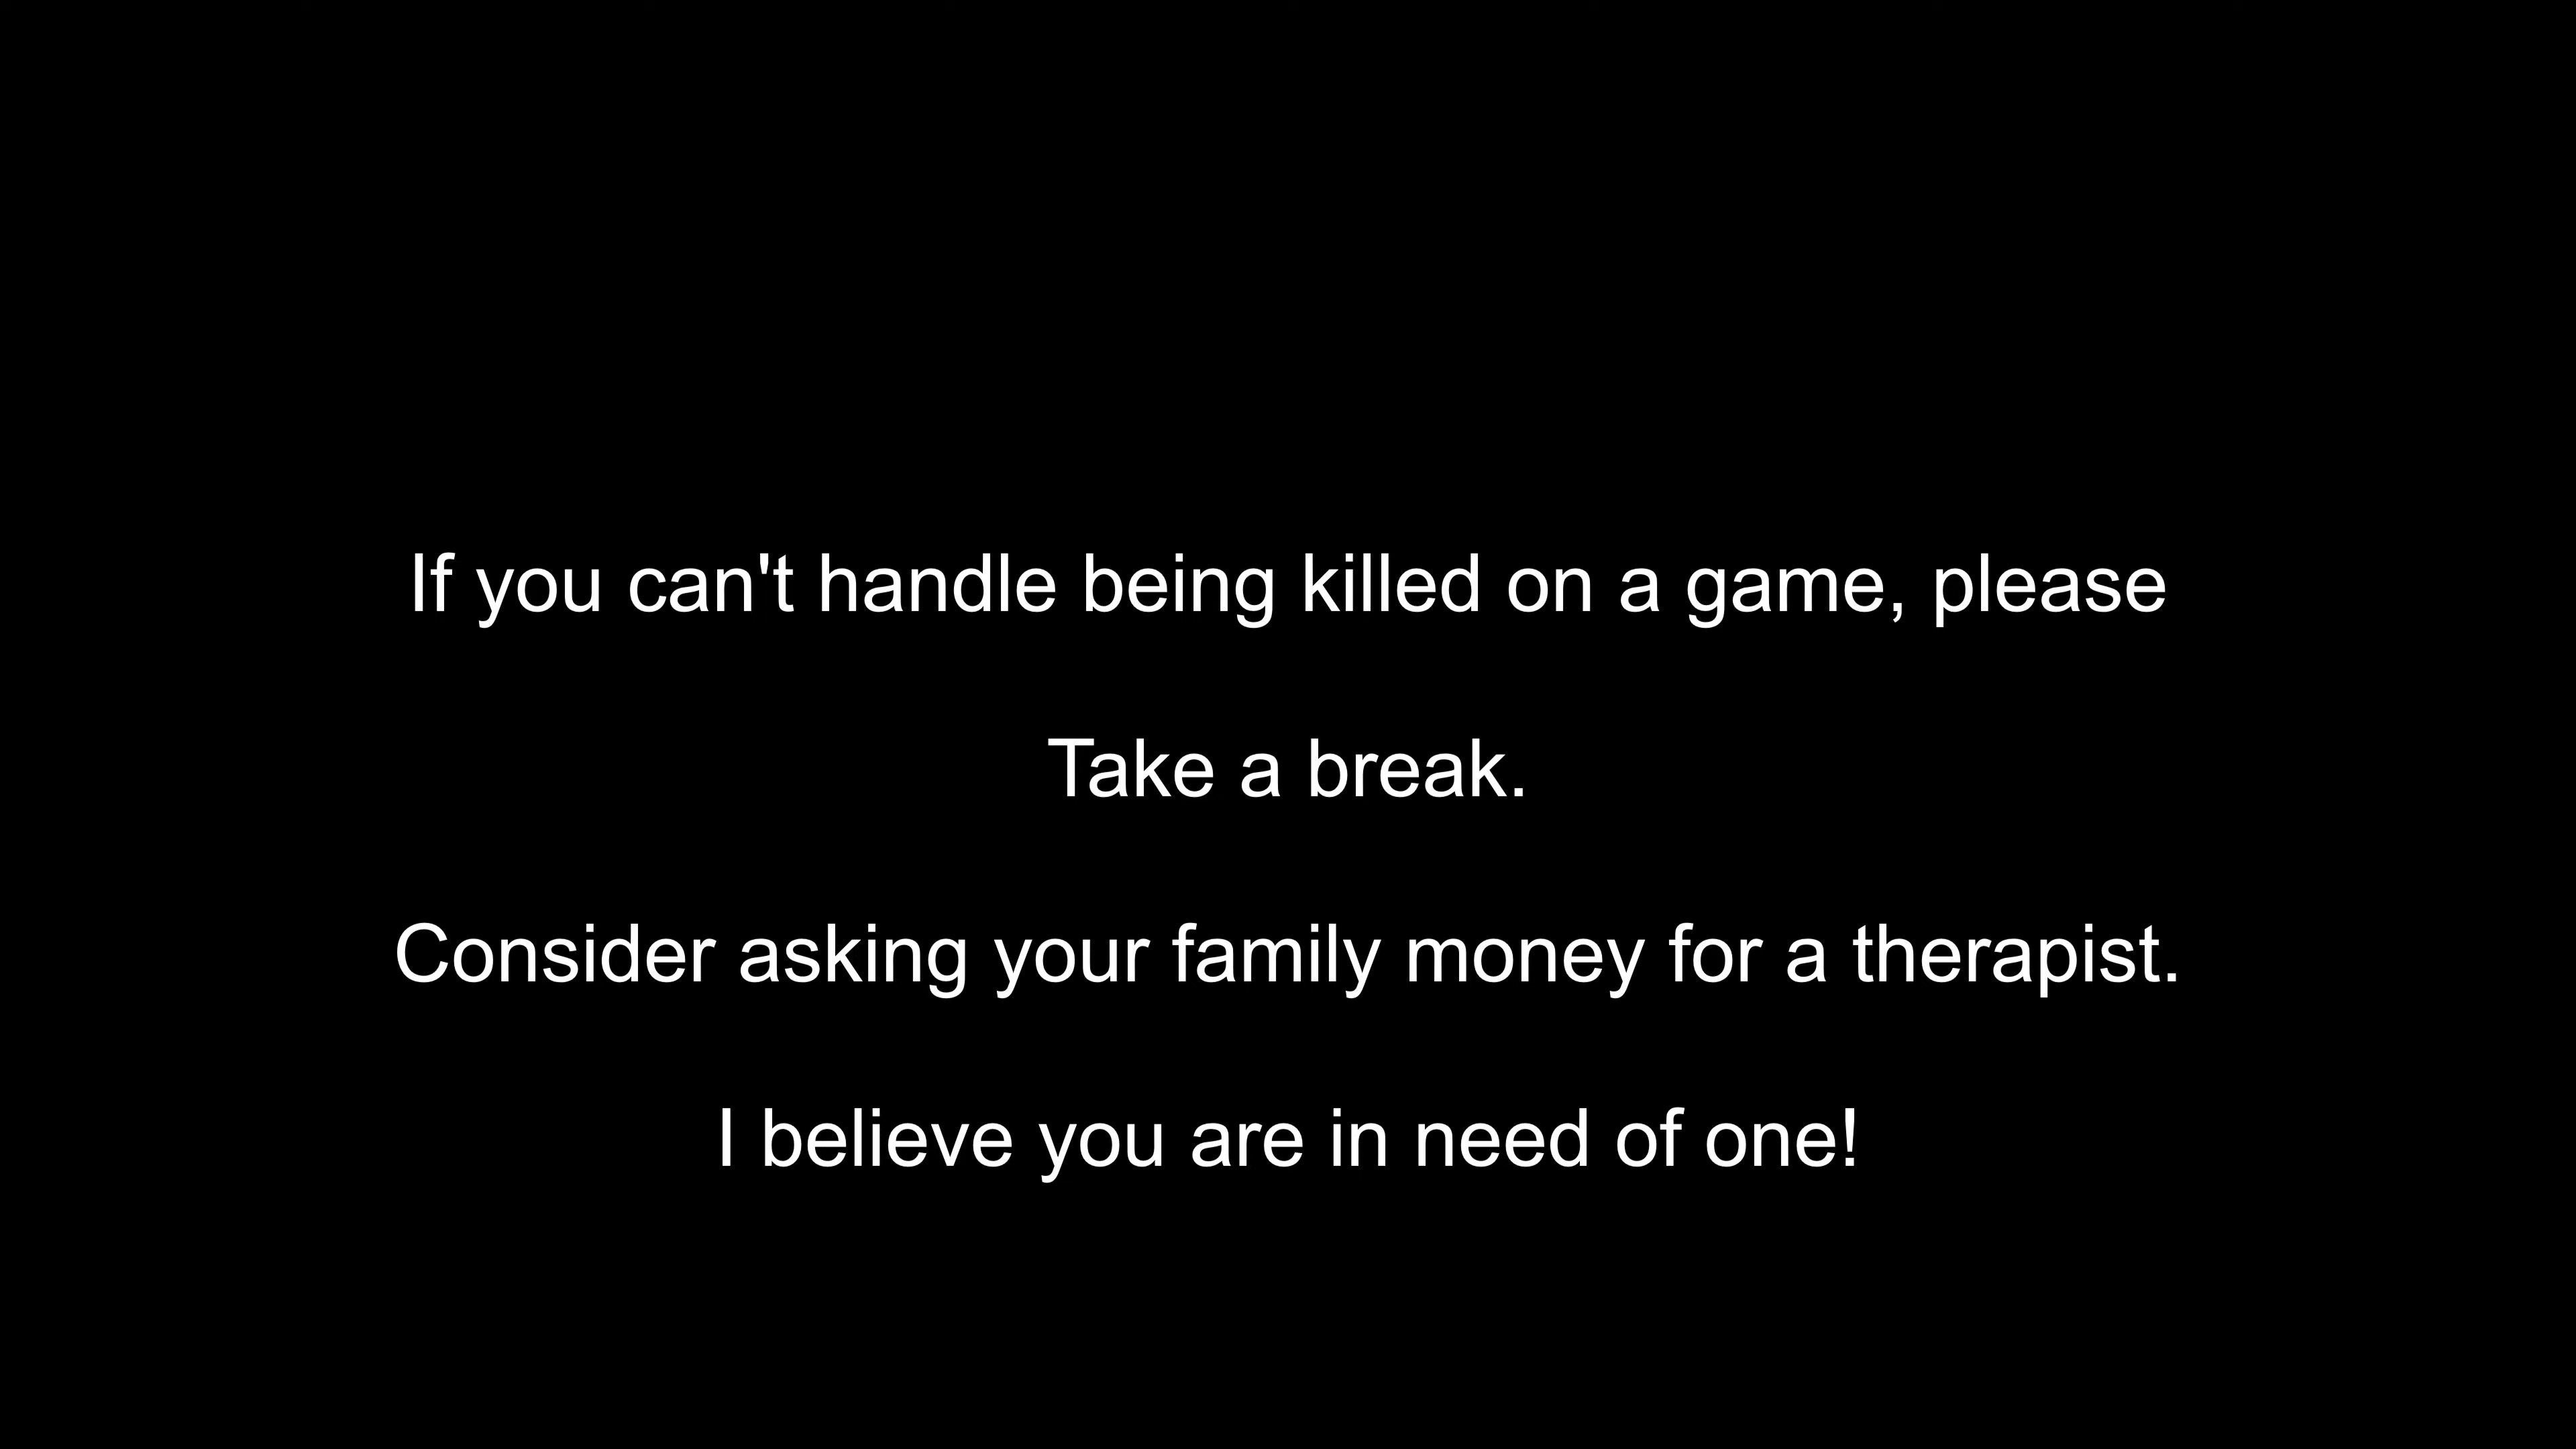 If you can't handle being killed on a game, please
Take a break.
Consider asking your family money for a therapist.
I believe you are in need of one!